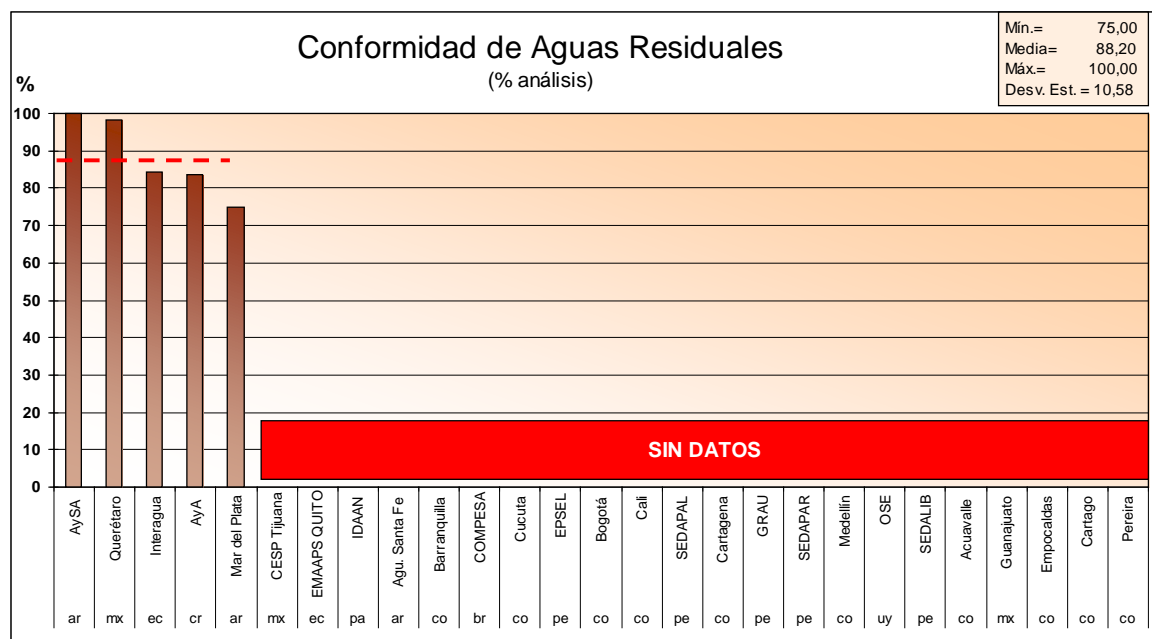 Conformidad de Aguas Residuales
(% análisis)
Mín.= 75,00
Media= 88,20
Máx.= 100,00
Desv. Est. = 10,58
%
100
90
80
70
60
50
40
30
20
10
0
SIN DATOS
AySA
Querétaro
Interagua
AyA
Mar del Plata
CESP Tijuana
EMAAPS QUITO
IDAAN
Agu. Santa Fe
Barranquilla
COMPESA
Cucuta
EPSEL
Bogotá
Cali
SEDAPAL
Cartagena
GRAU
SEDAPAR
Medellín
OSE
SEDALIB
Acuavalle
Guanajuato
Empocaldas
Cartago
Pereira
ar mx ec cr ar mx ec pa ar co br co pe co co pe co pe pe co uy pe co mx co co co